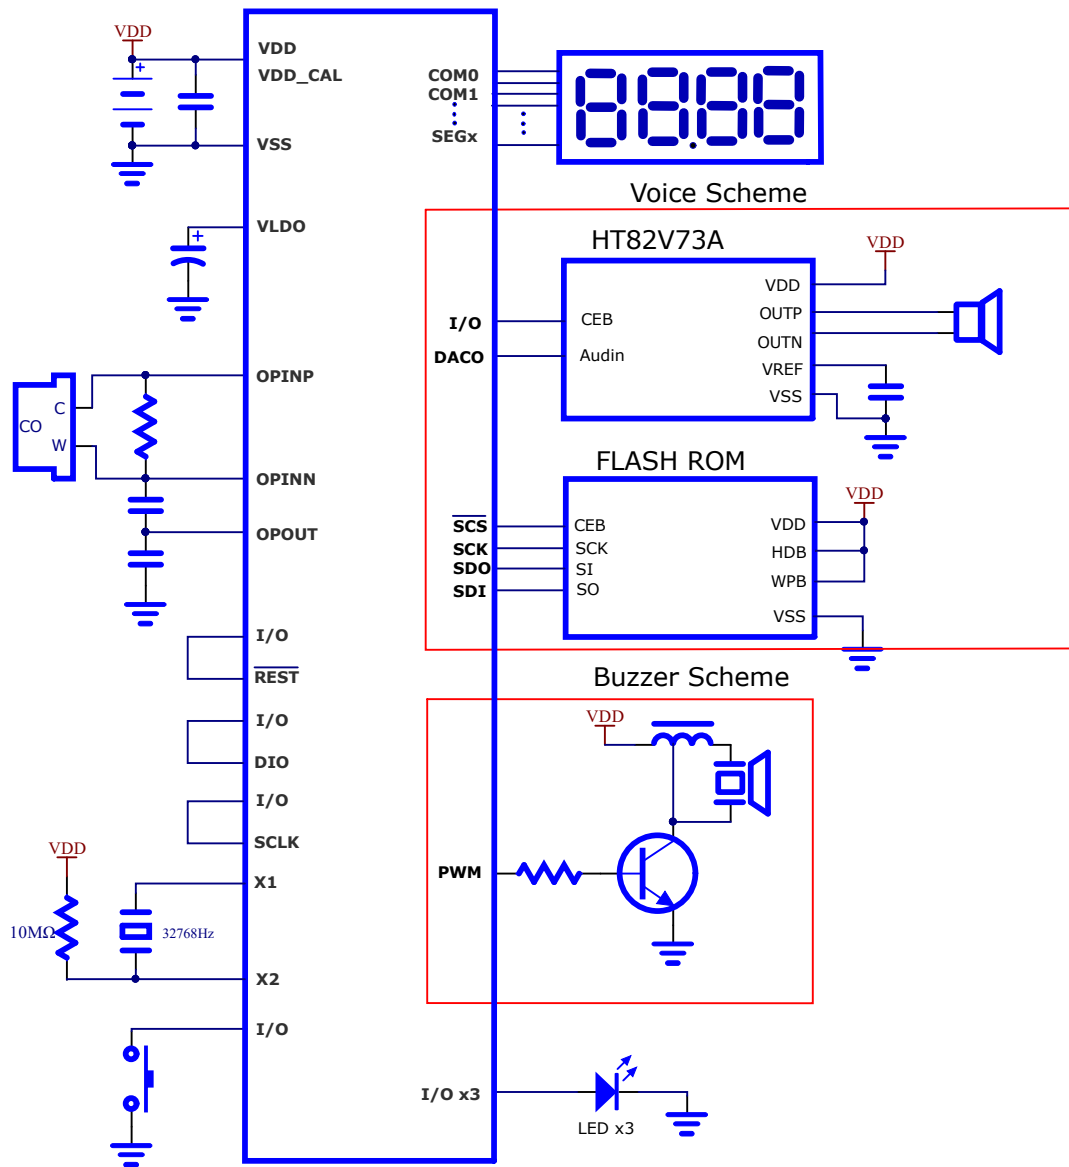 VDD
+
VDD
VDD_CAL
VSS
VLDO
+
OPINP
C
CO
W
OPINN
OPOUT
I/O
REST
I/O
DIO
I/O
SCLK
VDD
X1
10MΩ
32768Hz
X2
I/O
COM0
COM1
SEGx
Voice Scheme
HT82V73A
VDD
VDD
OUTP
I/O
CEB
OUTN
DACO
Audin
VREF
VSS
FLASH ROM
VDD
SCS
CEB
VDD
SCK
SCK
HDB
SDO
SI
WPB
SDI
SO
VSS
Buzzer Scheme
VDD
PWM
I/O x3
LED x3